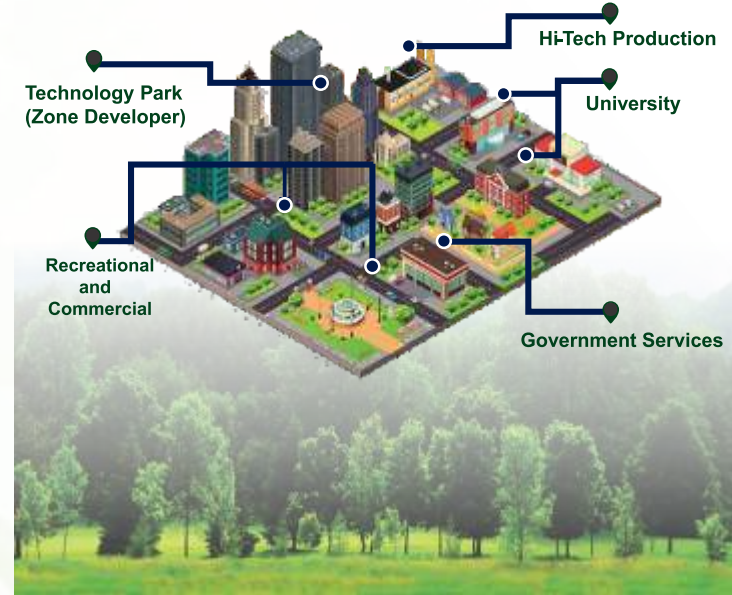 Hi-Tech Production
Technology Park
(Zone Developer)
University
Recreational
and
Commercial
Government Services